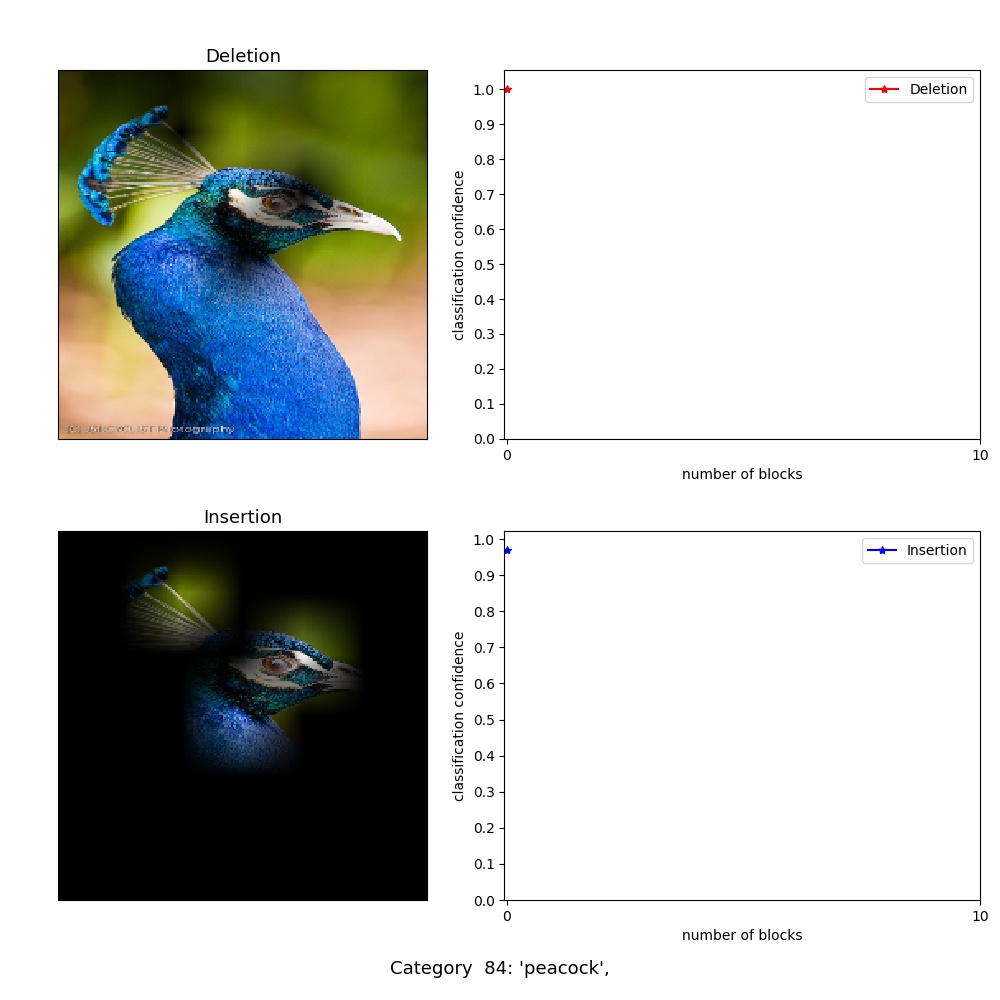 Deletion
1.0
0.9
0.8
0.7
0.6
0.5
0.4
0.3
0.2
0.1
0.0
classification confidence
0 10
number of blocks
Deletion
Insertion
1.0
0.9
0.8
0.7
0.6
0.5
0.4
0.3
0.2
0.1
0.0
classification confidence
0 10
number of blocks
Insertion
Category 84: 'peacock',